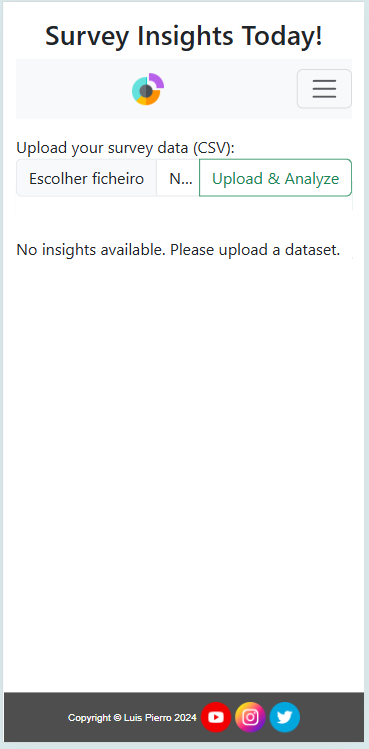 Survey Insights Today!
Upload your survey data (CSV):
Escolher ficheiro N... Upload & Analyze
No insights available. Please upload a dataset.
Copyright © Luis Pierro 2024